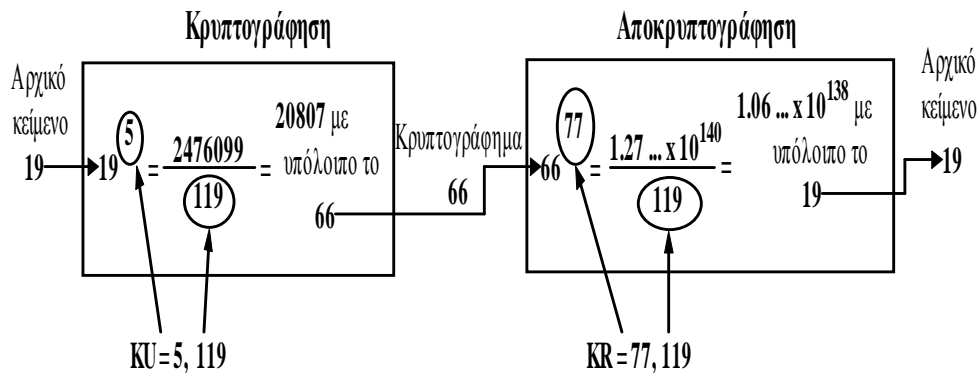 Κρυπτογράφηση
Αποκρυπτογράφηση
Αρχικό
κείμενο
19
19 5 = 2476099 / 119 =
20807 με
υπόλοιπο το
66
Κρυπτογράφημα
66
66 77 = 1.27 ... x 10^140 / 119 =
1.06 ... x 10^138 με
υπόλοιπο το
19
Αρχικό
κείμενο
19
KU = 5, 119
KR = 77, 119